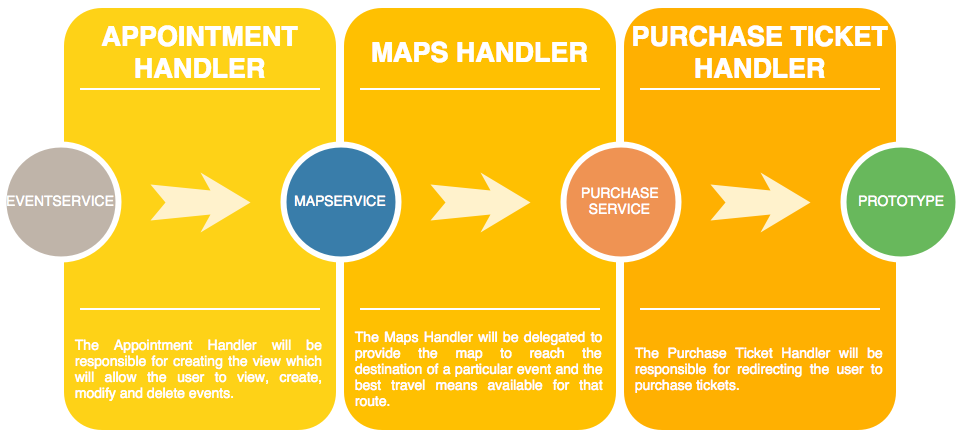 APPOINTMENT
HANDLER
MAPS HANDLER
PURCHASE TICKET
HANDLER
EVENTSERVICE
MAPSERVICE
PURCHASE
SERVICE
PROTOTYPE
The Appointment Handler will be
responsible for creating the view which
will allow the user to view, create,
modify and delete events.
The Maps Handler will be delegated to
provide the map to reach the
destination of a particular event and the
best travel means available for that
route.
The Purchase Ticket Handler will be
responsible for redirecting the user to
purchase tickets.